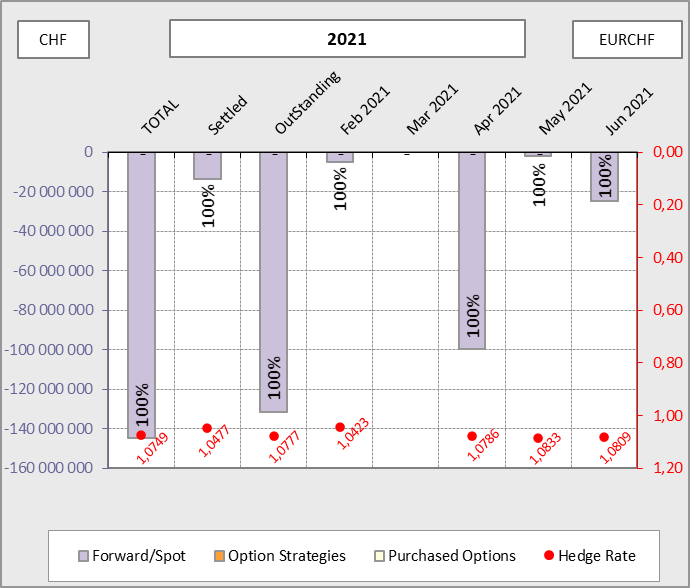 CHF
2021
EURCHF
TOTAL
Settled
OutStanding
Feb 2021
Mar 2021
Apr 2021
May 2021
Jun 2021
0
-20 000 000
-40 000 000
-60 000 000
-80 000 000
-100 000 000
-120 000 000
-140 000 000
-160 000 000
0,00
0,20
0,40
0,60
0,80
1,00
1,20
100%
100%
100%
100%
100%
100%
100%
1,0749
1,0477
1,0777
1,0423
1,0786
1,0833
1,0809
Forward/Spot
Option Strategies
Purchased Options
Hedge Rate